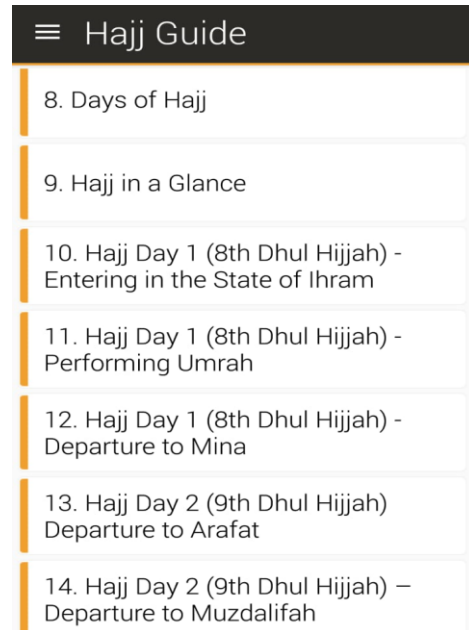 Hajj Guide
8. Days of Hajj
9. Hajj in a Glance
10. Hajj Day 1 (8th Dhul Hijjah) -
Entering in the State of Ihram
11. Hajj Day 1 (8th Dhul Hijjah) -
Performing Umrah
12. Hajj Day 1 (8th Dhul Hijjah) -
Departure to Mina
13. Hajj Day 2 (9th Dhul Hijjah)
Departure to Arafat
14. Hajj Day 2 (9th Dhul Hijjah) –
Departure to Muzdalifah